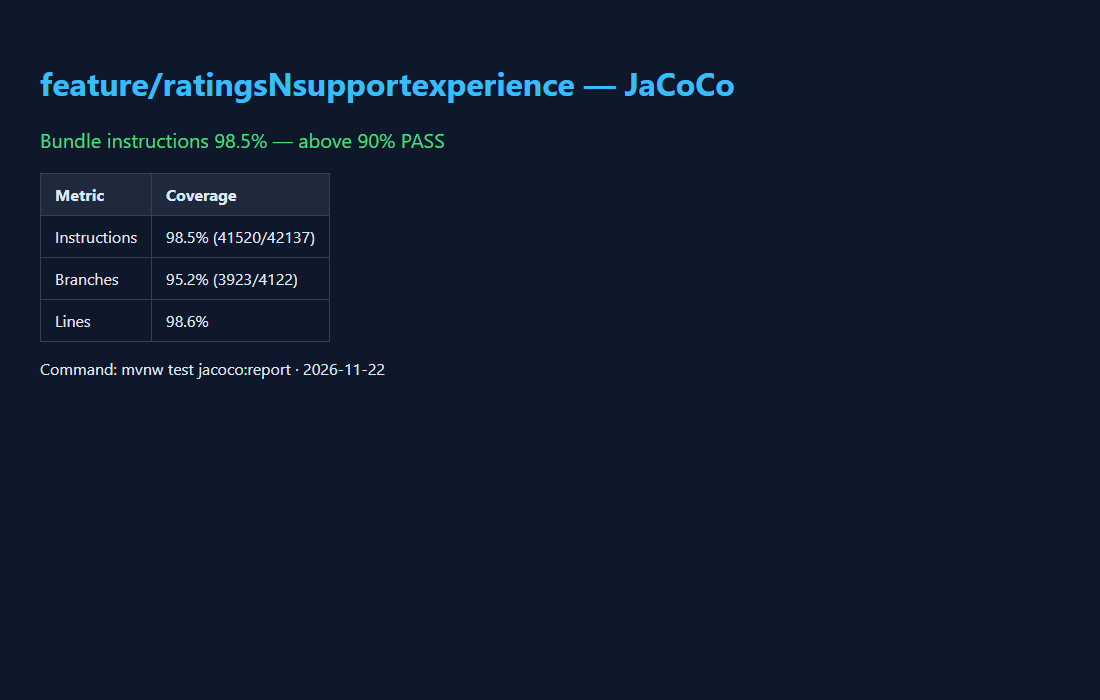 feature/ratingsNsupportexperience — JaCoCo
Bundle instructions 98.5% — above 90% PASS
Metric Coverage
Instructions 98.5% (41520/42137)
Branches 95.2% (3923/4122)
Lines 98.6%
Command: mvnw test jacoco:report · 2026-11-22